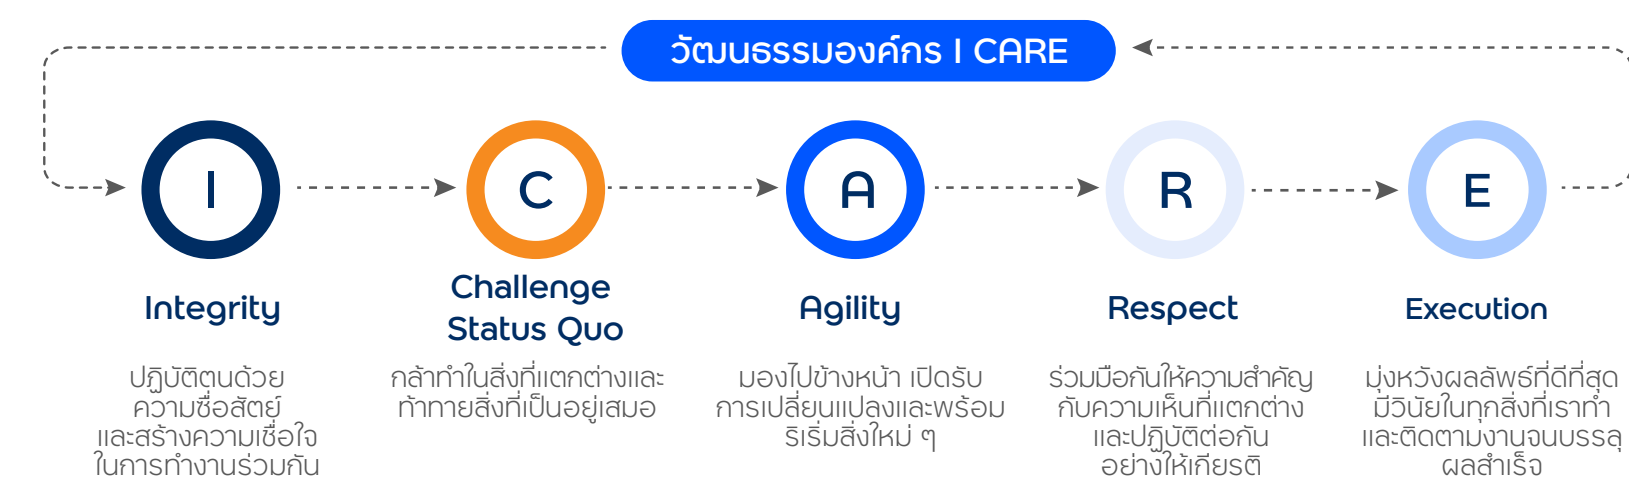 วัฒนธรรมองค์กร I CARE
I
C
A
R
E
Integrity
Challenge
Status Quo
Agility
Respect
Execution
ปฏิบัติตนด้วย
ความซื่อสัตย์
และสร้างความเชื่อใจ
ในการทำงานร่วมกัน
กล้าทำในสิ่งที่แตกต่างและ
ท้าทายสิ่งที่เป็นอยู่เสมอ
มองไปข้างหน้า เปิดรับ
การเปลี่ยนแปลงและพร้อม
ริเริ่มสิ่งใหม่ ๆ
ร่วมมือกันให้ความสำคัญ
กับความเห็นที่แตกต่าง
และปฏิบัติต่อกัน
อย่างให้เกียรติ
มุ่งหวังผลลัพธ์ที่ดีที่สุด
มีวินัยในทุกสิ่งที่เราทำ
และติดตามงานจนบรรลุ
ผลสำเร็จ